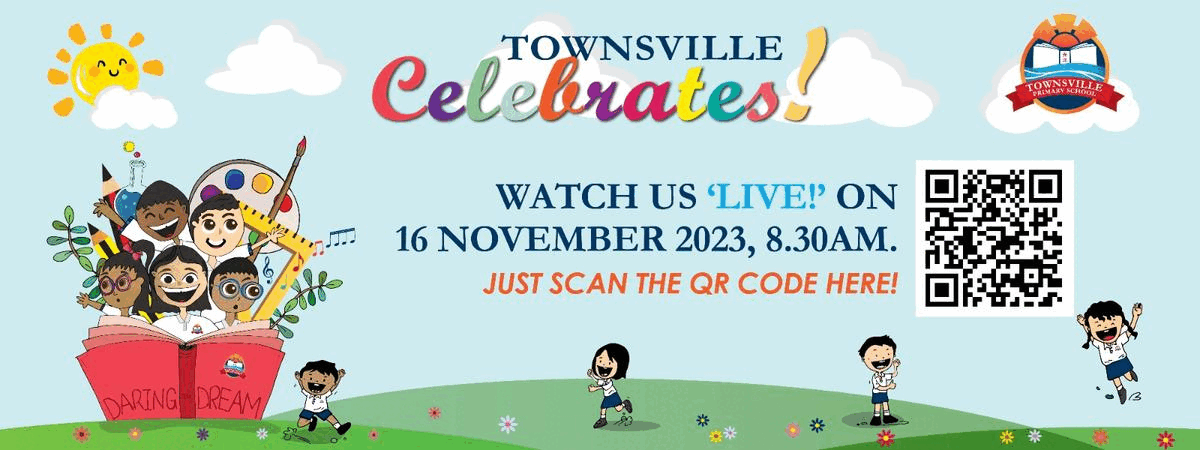 TOWNSVILLE
Celebrates!
TOWNSVILLE
PRIMARY SCHOOL
WATCH US ‘LIVE!’ ON
16 NOVEMBER 2023, 8.30AM.
JUST SCAN THE QR CODE HERE!
DARING DREAM